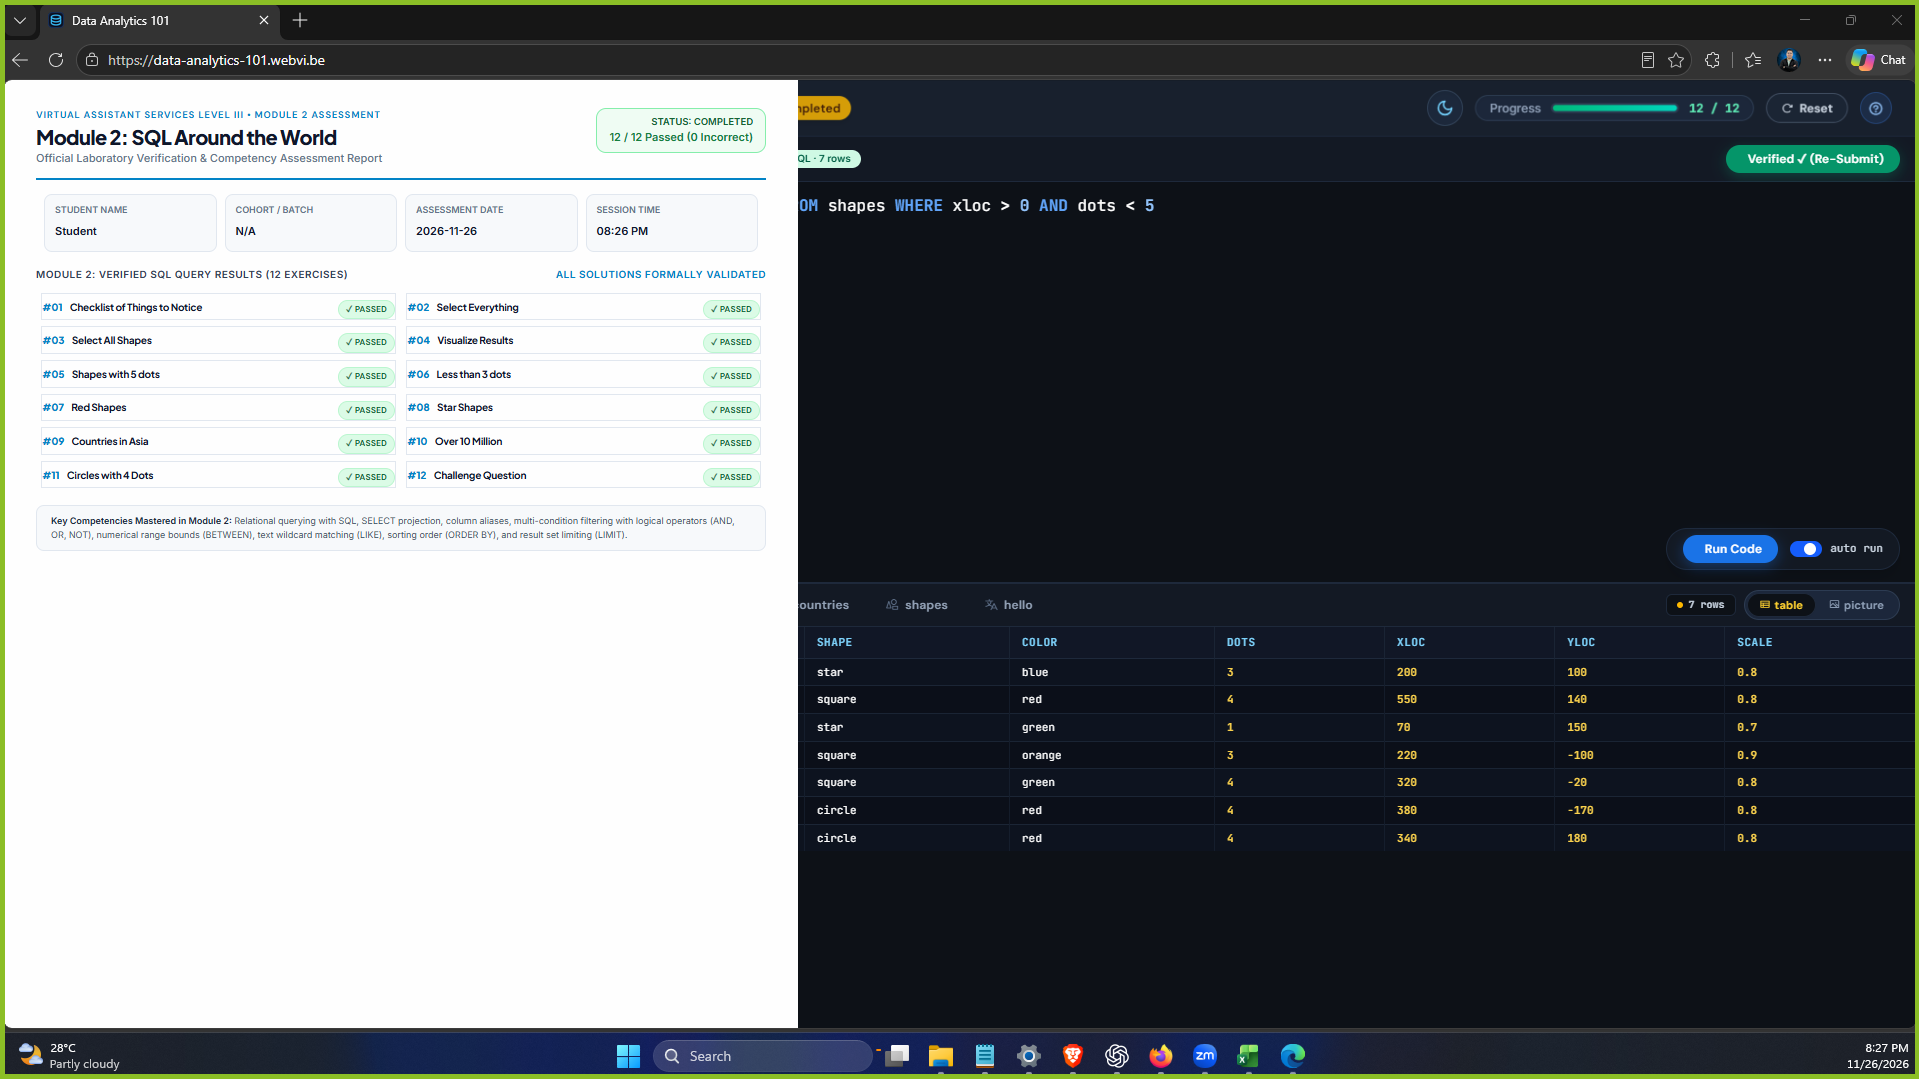 Data Analytics 101
https://data-analytics-101.webvi.be
Chat
VIRTUAL ASSISTANT SERVICES LEVEL III • MODULE 2 ASSESSMENT
Module 2: SQL Around the World
Official Laboratory Verification & Competency Assessment Report
STATUS: COMPLETED
12 / 12 Passed (0 Incorrect)
STUDENT NAME
Student
COHORT / BATCH
N/A
ASSESSMENT DATE
2026-11-26
SESSION TIME
08:26 PM
MODULE 2: VERIFIED SQL QUERY RESULTS (12 EXERCISES)
ALL SOLUTIONS FORMALLY VALIDATED
#01 Checklist of Things to Notice ✓ PASSED
#02 Select Everything ✓ PASSED
#03 Select All Shapes ✓ PASSED
#04 Visualize Results ✓ PASSED
#05 Shapes with 5 dots ✓ PASSED
#06 Less than 3 dots ✓ PASSED
#07 Red Shapes ✓ PASSED
#08 Star Shapes ✓ PASSED
#09 Countries in Asia ✓ PASSED
#10 Over 10 Million ✓ PASSED
#11 Circles with 4 Dots ✓ PASSED
#12 Challenge Question ✓ PASSED
Key Competencies Mastered in Module 2: Relational querying with SQL, SELECT projection, column aliases, multi-condition filtering with logical operators (AND,
OR, NOT), numerical range bounds (BETWEEN), text wildcard matching (LIKE), sorting order (ORDER BY), and result set limiting (LIMIT).
mpleted
Progress 12 / 12
Reset
QL · 7 rows
Verified ✓ (Re-Submit)
OM shapes WHERE xloc > 0 AND dots < 5
Run Code
auto run
ountries
shapes
hello
7 rows
table
picture
SHAPE COLOR DOTS XLOC YLOC SCALE
star blue 3 200 100 0.8
square red 4 550 140 0.8
star green 1 70 150 0.7
square orange 3 220 -100 0.9
square green 4 320 -20 0.8
circle red 4 380 -170 0.8
circle red 4 340 180 0.8
28°C
Partly cloudy
Search
zm
8:27 PM
11/26/2026